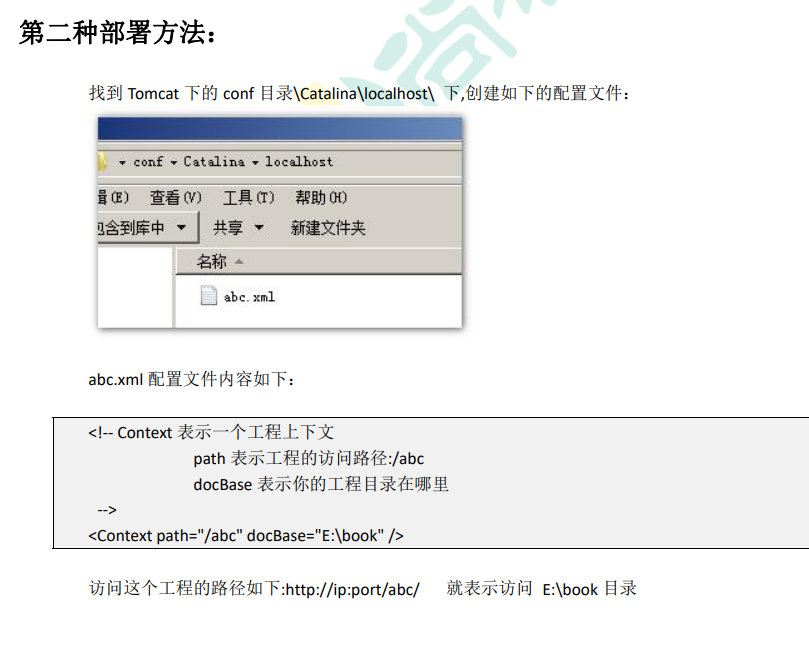 第二种部署方法：
找到 Tomcat 下的 conf 目录\Catalina\localhost\ 下,创建如下的配置文件：
conf Catalina localhost
辑(E) 查看(V) 工具(T) 帮助(H)
包含到库中 共享 新建文件夹
名称
abc.xml
abc.xml 配置文件内容如下：
<!-- Context 表示一个工程上下文
path 表示工程的访问路径:/abc
docBase 表示你的工程目录在哪里
-->
<Context path="/abc" docBase="E:\book" />
访问这个工程的路径如下:http://ip:port/abc/ 就表示访问 E:\book 目录